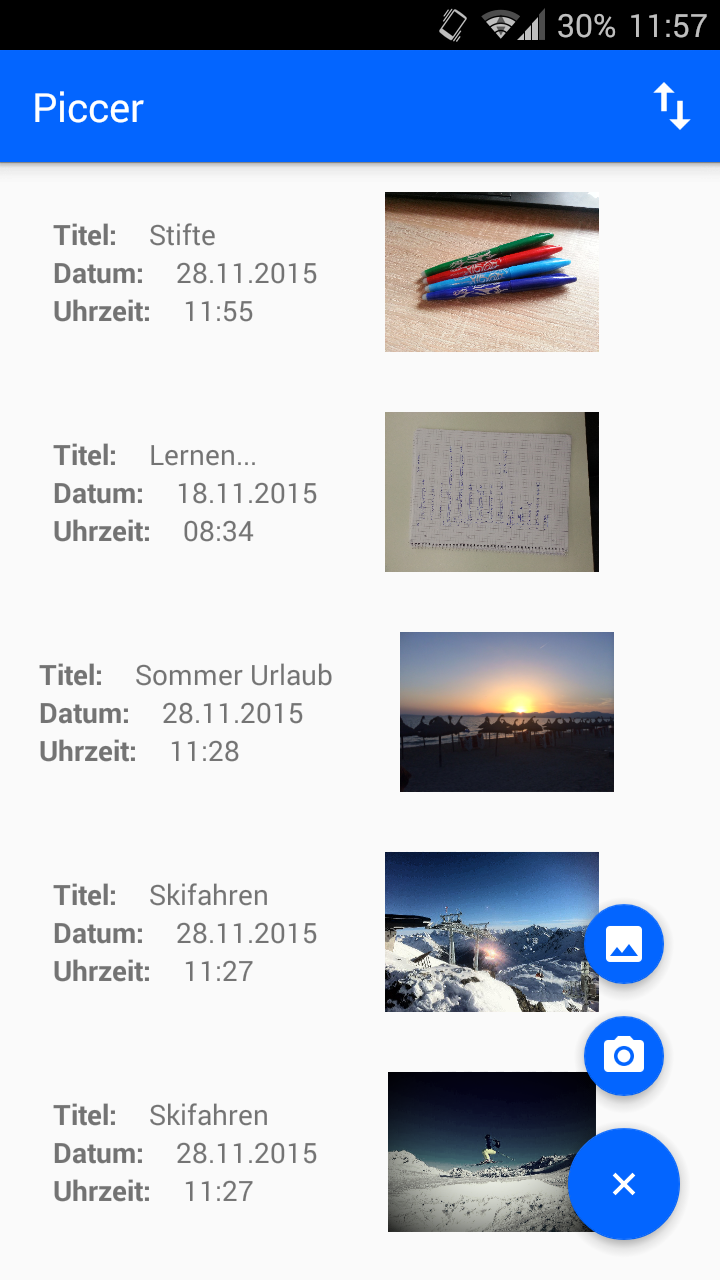 30% 11:57
Piccer
Titel: Stifte
Datum: 28.11.2015
Uhrzeit: 11:55
Titel: Lernen...
Datum: 18.11.2015
Uhrzeit: 08:34
Titel: Sommer Urlaub
Datum: 28.11.2015
Uhrzeit: 11:28
Titel: Skifahren
Datum: 28.11.2015
Uhrzeit: 11:27
Titel: Skifahren
Datum: 28.11.2015
Uhrzeit: 11:27